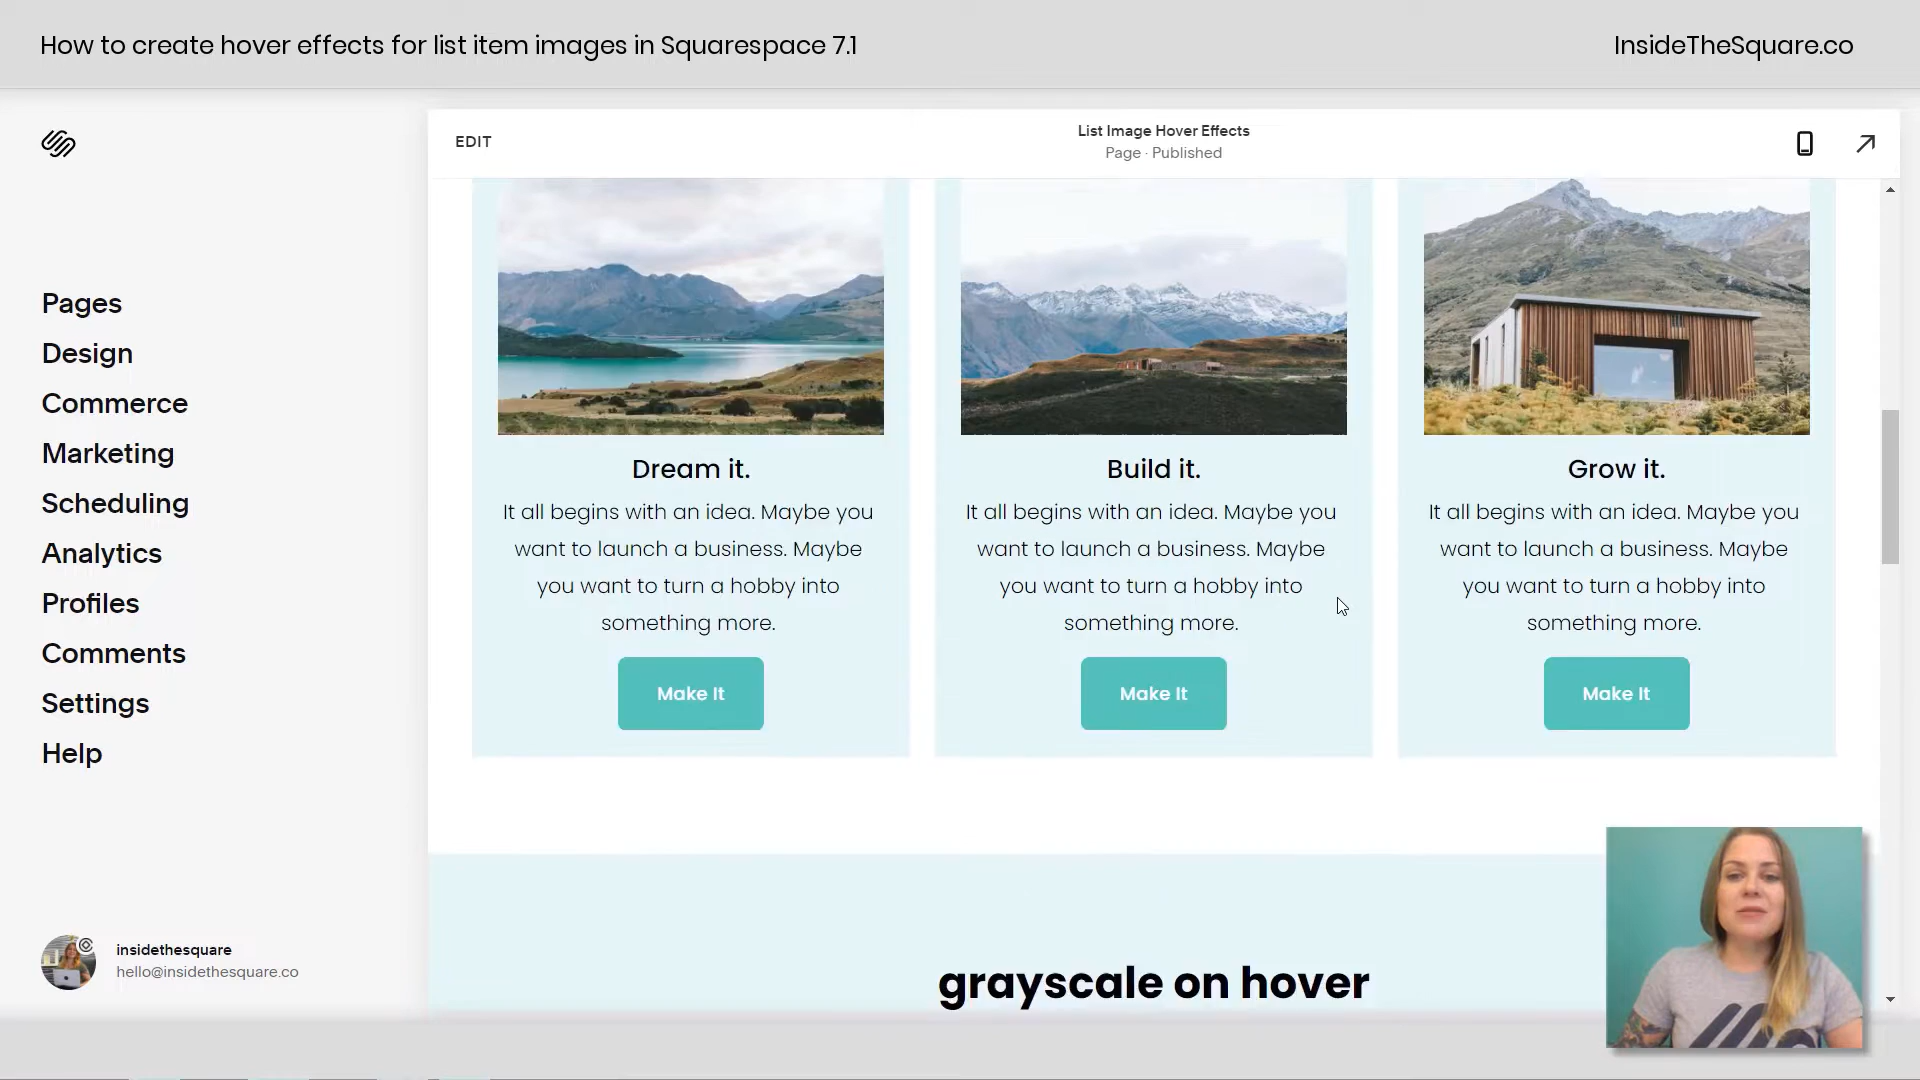 How to create hover effects for list item images in Squarespace 7.1
InsideTheSquare.co
EDIT
List Image Hover Effects
Page · Published
Pages
Design
Commerce
Marketing
Scheduling
Analytics
Profiles
Comments
Settings
Help
insidethesquare
hello@insidethesquare.co
Dream it.
It all begins with an idea. Maybe you
want to launch a business. Maybe
you want to turn a hobby into
something more.
Make It
Build it.
It all begins with an idea. Maybe you
want to launch a business. Maybe
you want to turn a hobby into
something more.
Make It
Grow it.
It all begins with an idea. Maybe you
want to launch a business. Maybe
you want to turn a hobby into
something more.
Make It
grayscale on hover